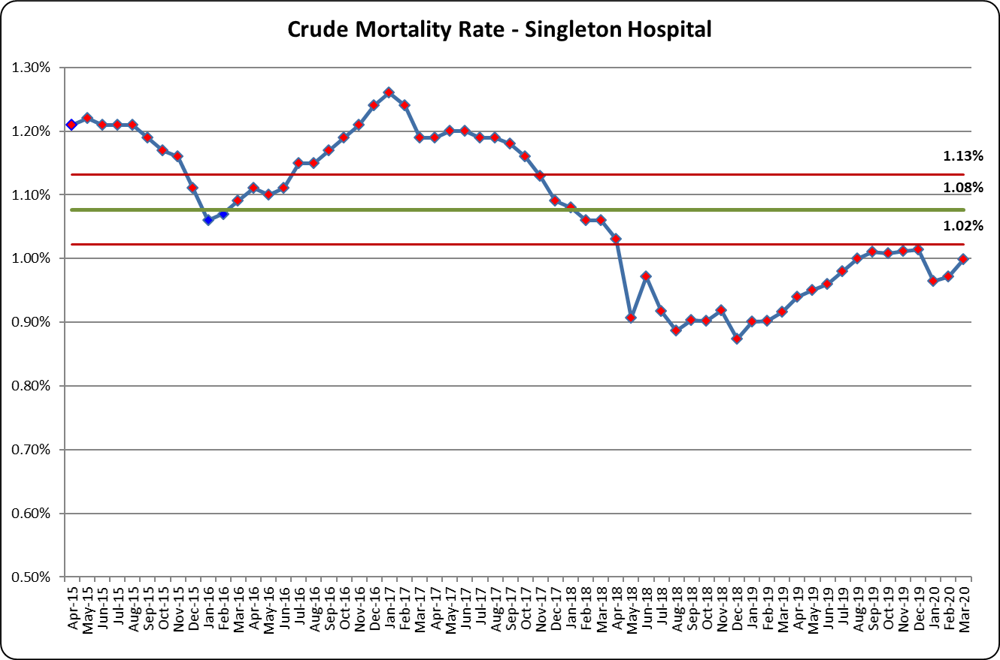 Crude Mortality Rate - Singleton Hospital
1.30%
1.20%
1.13%
1.10%
1.08%
1.02%
1.00%
0.90%
0.80%
0.70%
0.60%
0.50%
Apr-15
May-15
Jun-15
Jul-15
Aug-15
Sep-15
Oct-15
Nov-15
Dec-15
Jan-16
Feb-16
Mar-16
Apr-16
May-16
Jun-16
Jul-16
Aug-16
Sep-16
Oct-16
Nov-16
Dec-16
Jan-17
Feb-17
Mar-17
Apr-17
May-17
Jun-17
Jul-17
Aug-17
Sep-17
Oct-17
Nov-17
Dec-17
Jan-18
Feb-18
Mar-18
Apr-18
May-18
Jun-18
Jul-18
Aug-18
Sep-18
Oct-18
Nov-18
Dec-18
Jan-19
Feb-19
Mar-19
Apr-19
May-19
Jun-19
Jul-19
Aug-19
Sep-19
Oct-19
Nov-19
Dec-19
Jan-20
Feb-20
Mar-20